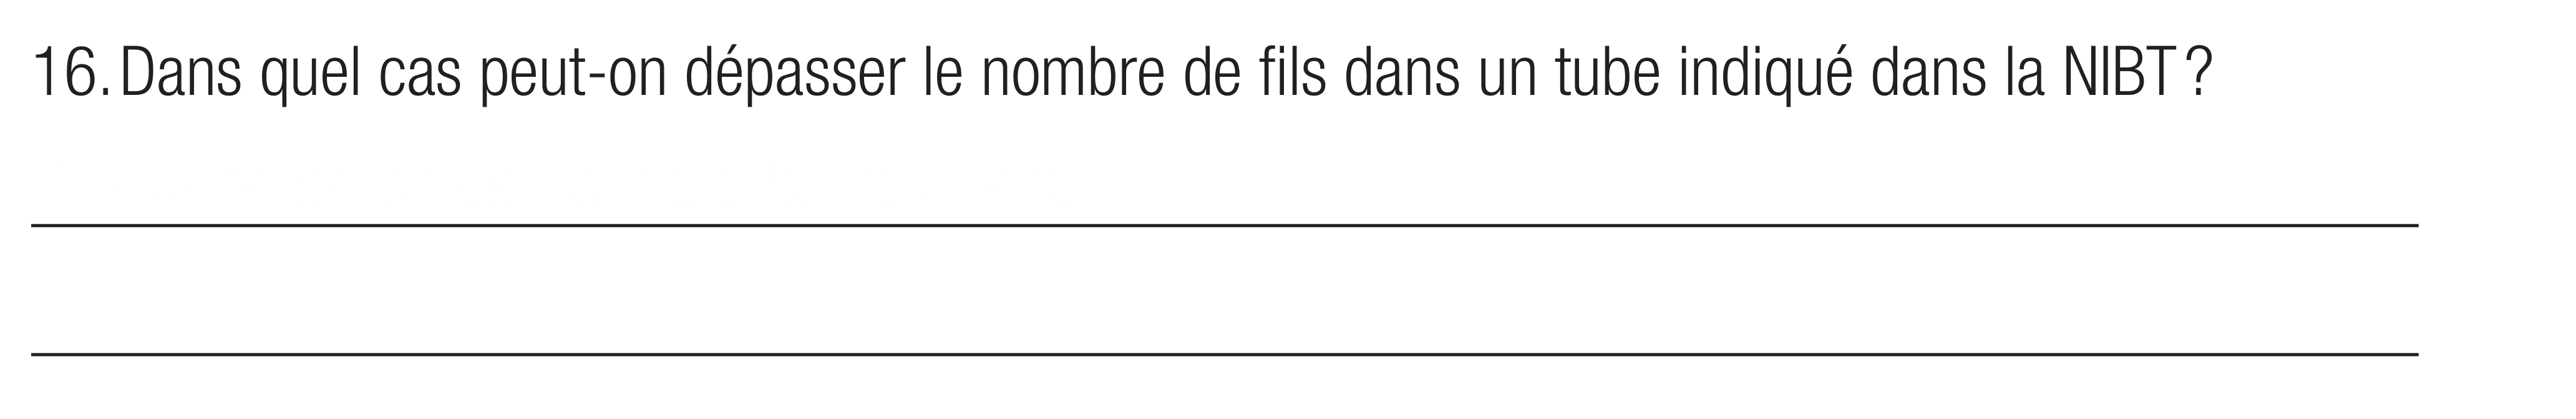 16. Dans quel cas peut-on dépasser le nombre de fils dans un tube indiqué dans la NIBT ?